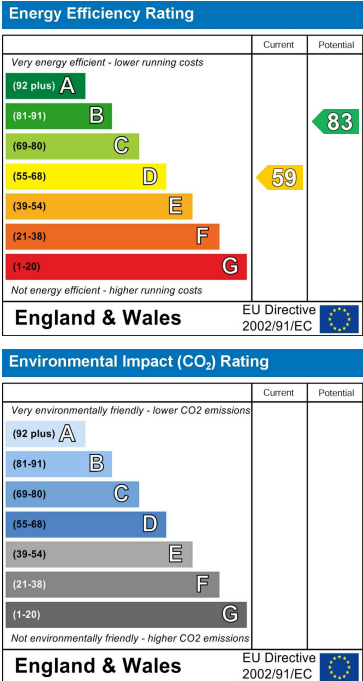 Energy Efficiency Rating
Current Potential
Very energy efficient - lower running costs
(92 plus) A
(81-91) B
83
(69-80) C
(55-68) D
59
(39-54) E
(21-38) F
(1-20) G
Not energy efficient - higher running costs
England & Wales
EU Directive
2002/91/EC
Environmental Impact (CO₂) Rating
Current Potential
Very environmentally friendly - lower CO2 emissions
(92 plus) A
(81-91) B
(69-80) C
(55-68) D
(39-54) E
(21-38) F
(1-20) G
Not environmentally friendly - higher CO2 emissions
England & Wales
EU Directive
2002/91/EC